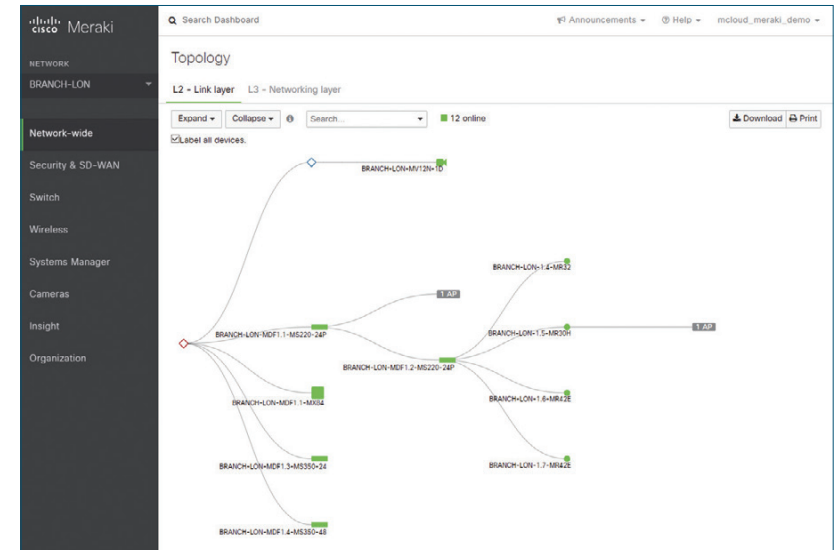 cisco Meraki
Search Dashboard
Announcements
Help
mcloud_meraki_demo
NETWORK
BRANCH-LON
Network-wide
Security & SD-WAN
Switch
Wireless
Systems Manager
Cameras
Insight
Organization
Topology
L2 - Link layer
L3 - Networking layer
Expand
Collapse
Search...
12 online
Download
Print
Label all devices.
BRANCH-LON-MV12N-1D
BRANCH-LON-1.4-MR32
1 AP
BRANCH-LON-MDF1.1-MS220-24P
BRANCH-LON-1.5-MR30H
1 AP
BRANCH-LON-MDF1.2-MS220-24P
BRANCH-LON-MDF1.1-MX84
BRANCH-LON-1.6-MR42E
BRANCH-LON-MDF1.3-MS350-24
BRANCH-LON-1.7-MR42E
BRANCH-LON-MDF1.4-MS350-48